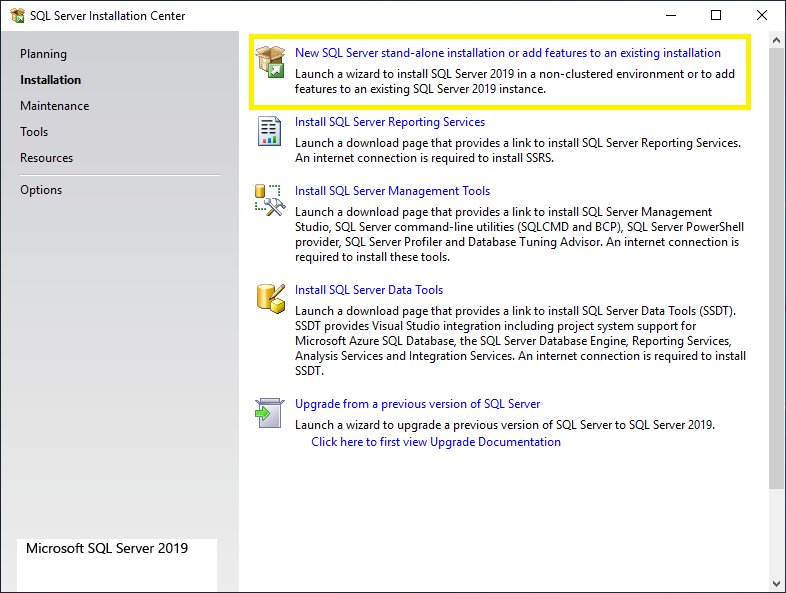 SQL Server Installation Center
Planning
Installation
Maintenance
Tools
Resources
Options
Microsoft SQL Server 2019
New SQL Server stand-alone installation or add features to an existing installation
Launch a wizard to install SQL Server 2019 in a non-clustered environment or to add
features to an existing SQL Server 2019 instance.
Install SQL Server Reporting Services
Launch a download page that provides a link to install SQL Server Reporting Services.
An internet connection is required to install SSRS.
Install SQL Server Management Tools
Launch a download page that provides a link to install SQL Server Management
Studio, SQL Server command-line utilities (SQLCMD and BCP), SQL Server PowerShell
provider, SQL Server Profiler and Database Tuning Advisor. An internet connection is
required to install these tools.
Install SQL Server Data Tools
Launch a download page that provides a link to install SQL Server Data Tools (SSDT).
SSDT provides Visual Studio integration including project system support for
Microsoft Azure SQL Database, the SQL Server Database Engine, Reporting Services,
Analysis Services and Integration Services. An internet connection is required to install
SSDT.
Upgrade from a previous version of SQL Server
Launch a wizard to upgrade a previous version of SQL Server to SQL Server 2019.
Click here to first view Upgrade Documentation